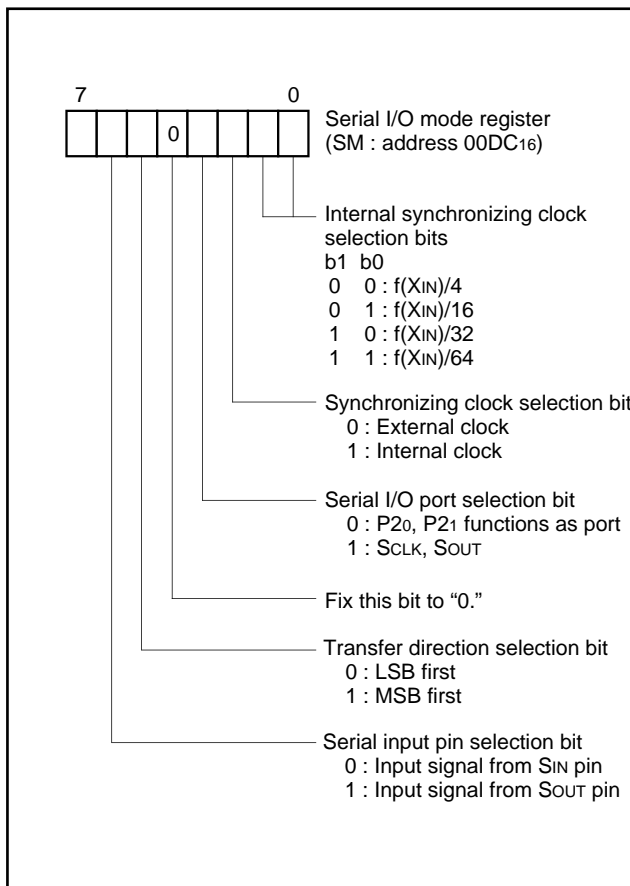 7 0
0
Serial I/O mode register
(SM : address 00DC16)
Internal synchronizing clock
selection bits
b1 b0
0 0 : f(XIN)/4
0 1 : f(XIN)/16
1 0 : f(XIN)/32
1 1 : f(XIN)/64
Synchronizing clock selection bit
0 : External clock
1 : Internal clock
Serial I/O port selection bit
0 : P20, P21 functions as port
1 : SCLK, SOUT
Fix this bit to “0.”
Transfer direction selection bit
0 : LSB first
1 : MSB first
Serial input pin selection bit
0 : Input signal from SIN pin
1 : Input signal from SOUT pin